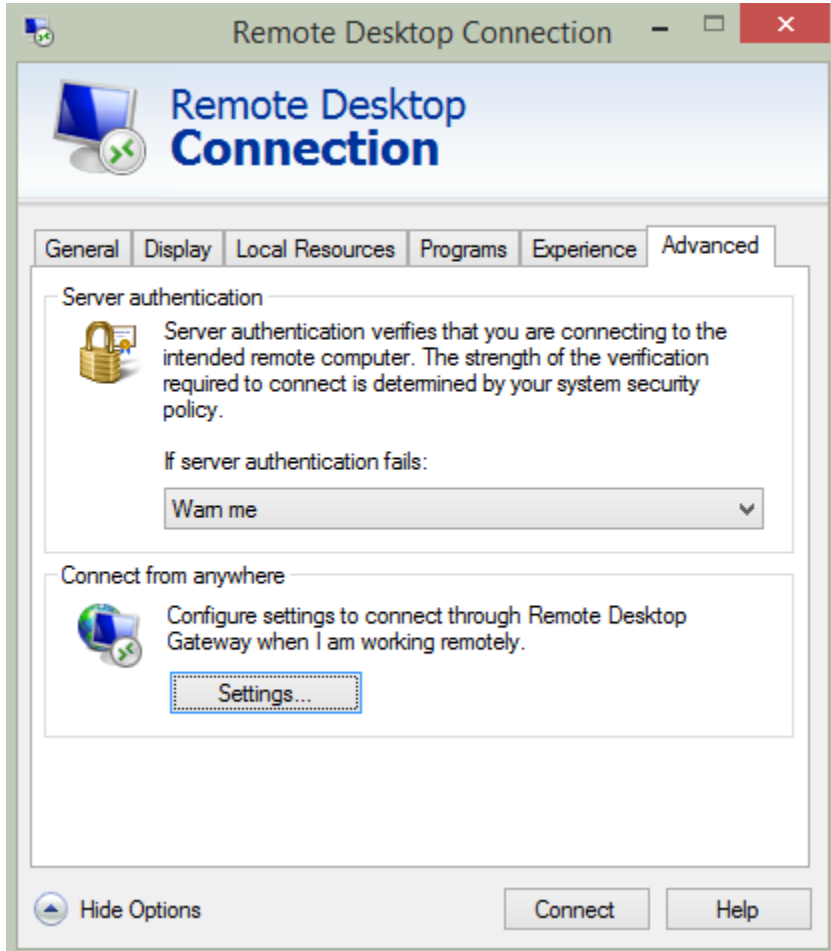 Remote Desktop Connection
Remote Desktop
Connection
General Display Local Resources Programs Experience Advanced
Server authentication
Server authentication verifies that you are connecting to the
intended remote computer. The strength of the verification
required to connect is determined by your system security
policy.
If server authentication fails:
Warn me
Connect from anywhere
Configure settings to connect through Remote Desktop
Gateway when I am working remotely.
Settings...
Hide Options Connect Help